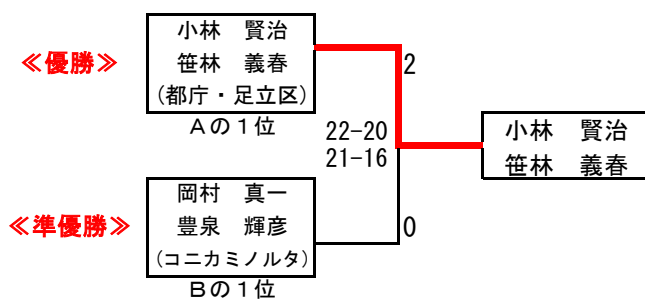 ≪優勝≫
小林　賢治
笹林　義春
(都庁・足立区)
Aの1位
2
22-20
21-16
小林　賢治
笹林　義春
≪準優勝≫
岡村　真一
豊泉　輝彦
(コニカミノルタ)
Bの1位
0